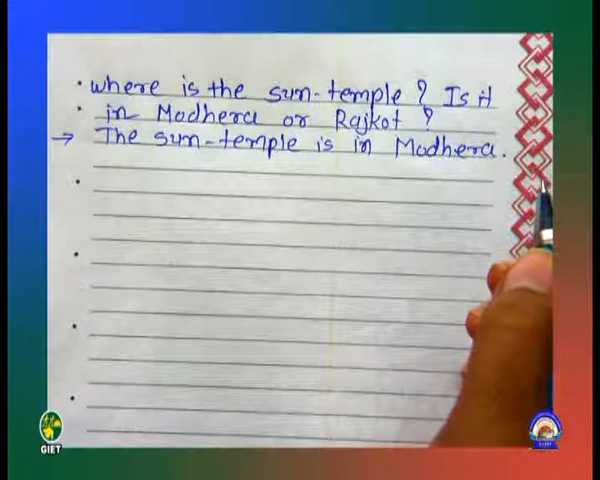 • Where is the sun-temple ? Is it
• in Modhera or Rajkot ?
→ The sun-temple is in Modhera.
GIET